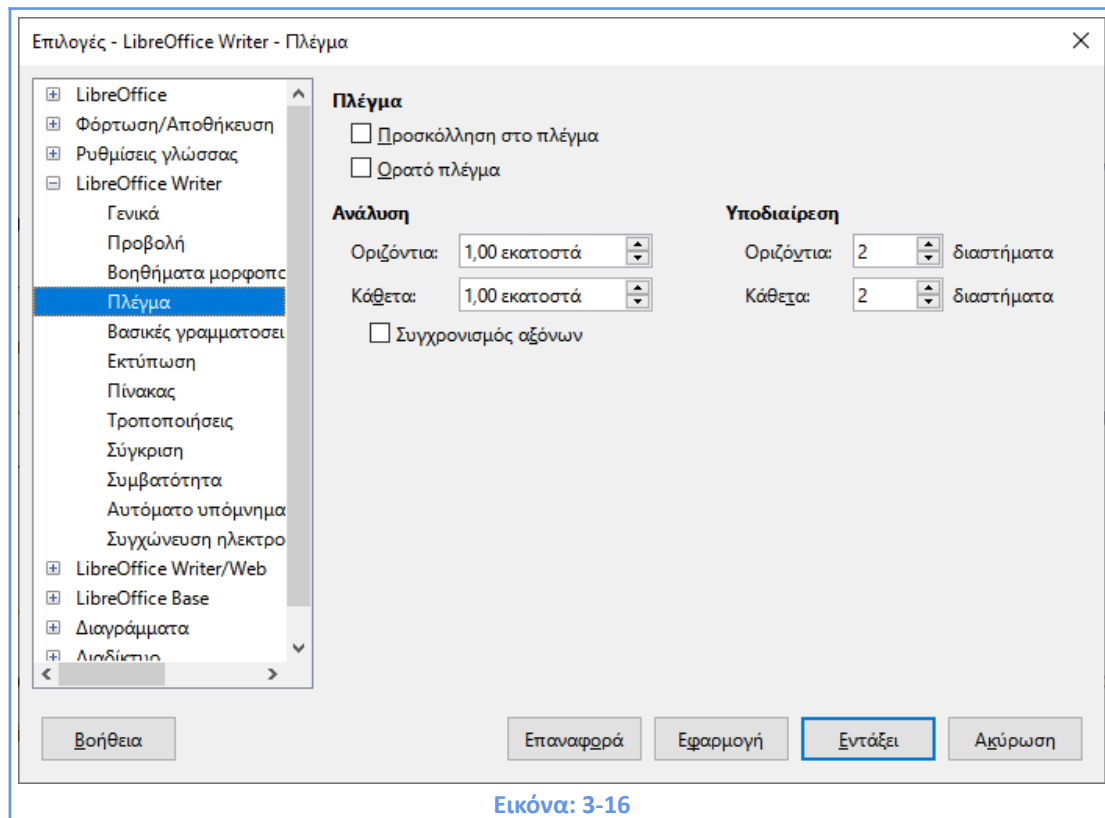 Επιλογές - LibreOffice Writer - Πλέγμα
LibreOffice
Φόρτωση/Αποθήκευση
Ρυθμίσεις γλώσσας
LibreOffice Writer
Γενικά
Προβολή
Βοηθήματα μορφοπς
Πλέγμα
Βασικές γραμματοσει
Εκτύπωση
Πίνακας
Τροποποιήσεις
Σύγκριση
Συμβατότητα
Αυτόματο υπόμνημα
Συγχώνευση ηλεκτρο
LibreOffice Writer/Web
LibreOffice Base
Διαγράμματα
Διαδίκτυο
Πλέγμα
Προσκόλληση στο πλέγμα
Ορατό πλέγμα
Ανάλυση
Οριζόντια: 1,00 εκατοστά
Κάθετα: 1,00 εκατοστά
Συγχρονισμός αξόνων
Υποδιαίρεση
Οριζόντια: 2 διαστήματα
Κάθετα: 2 διαστήματα
Βοήθεια
Επαναφορά
Εφαρμογή
Εντάξει
Ακύρωση
Εικόνα: 3-16